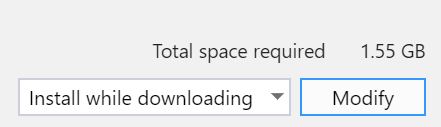 Total space required 1.55 GB
Install while downloading Modify